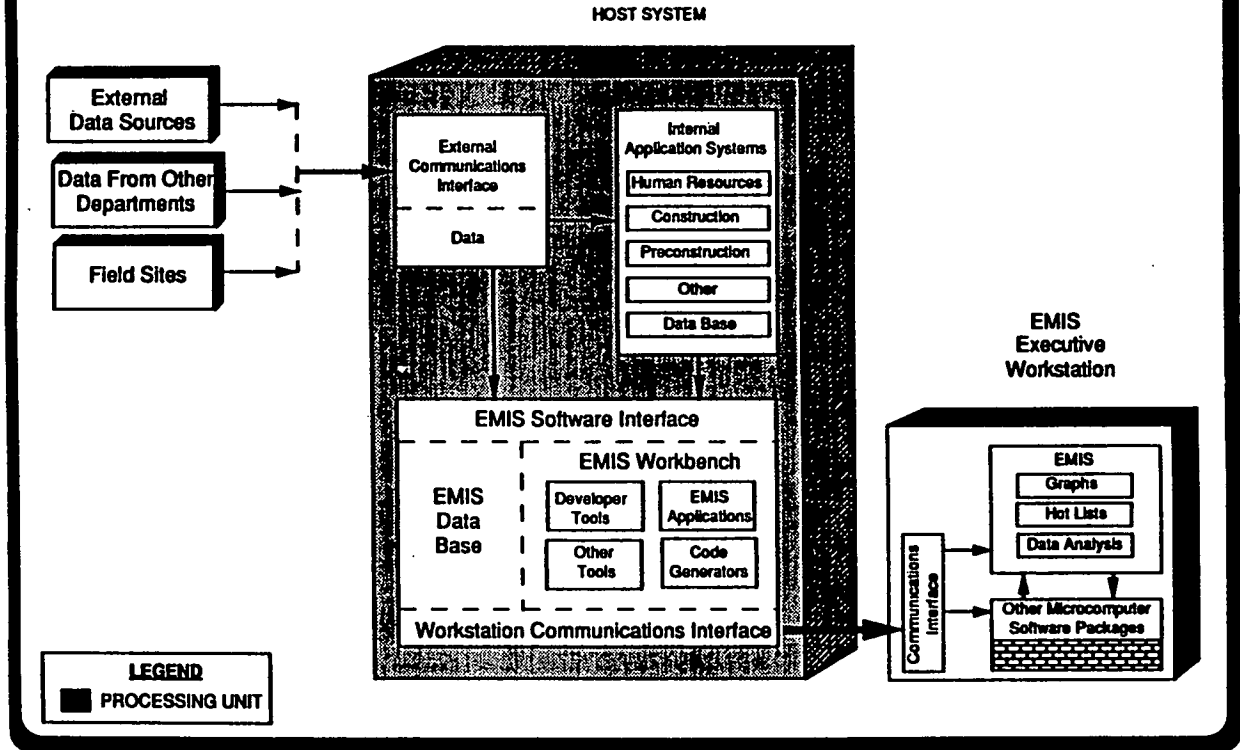 HOST SYSTEM
External
Data Sources
Data From Other
Departments
Field Sites
External
Communications
Interface
Data
Internal
Application Systems
Human Resources
Construction
Preconstruction
Other
Data Base
EMIS Software Interface
EMIS
Data
Base
EMIS Workbench
Developer
Tools
EMIS
Applications
Other
Tools
Code
Generators
Workstation Communications Interface
EMIS
Executive
Workstation
Communications
Interface
EMIS
Graphs
Hot Lists
Data Analysis
Other Microcomputer
Software Packages
LEGEND
PROCESSING UNIT